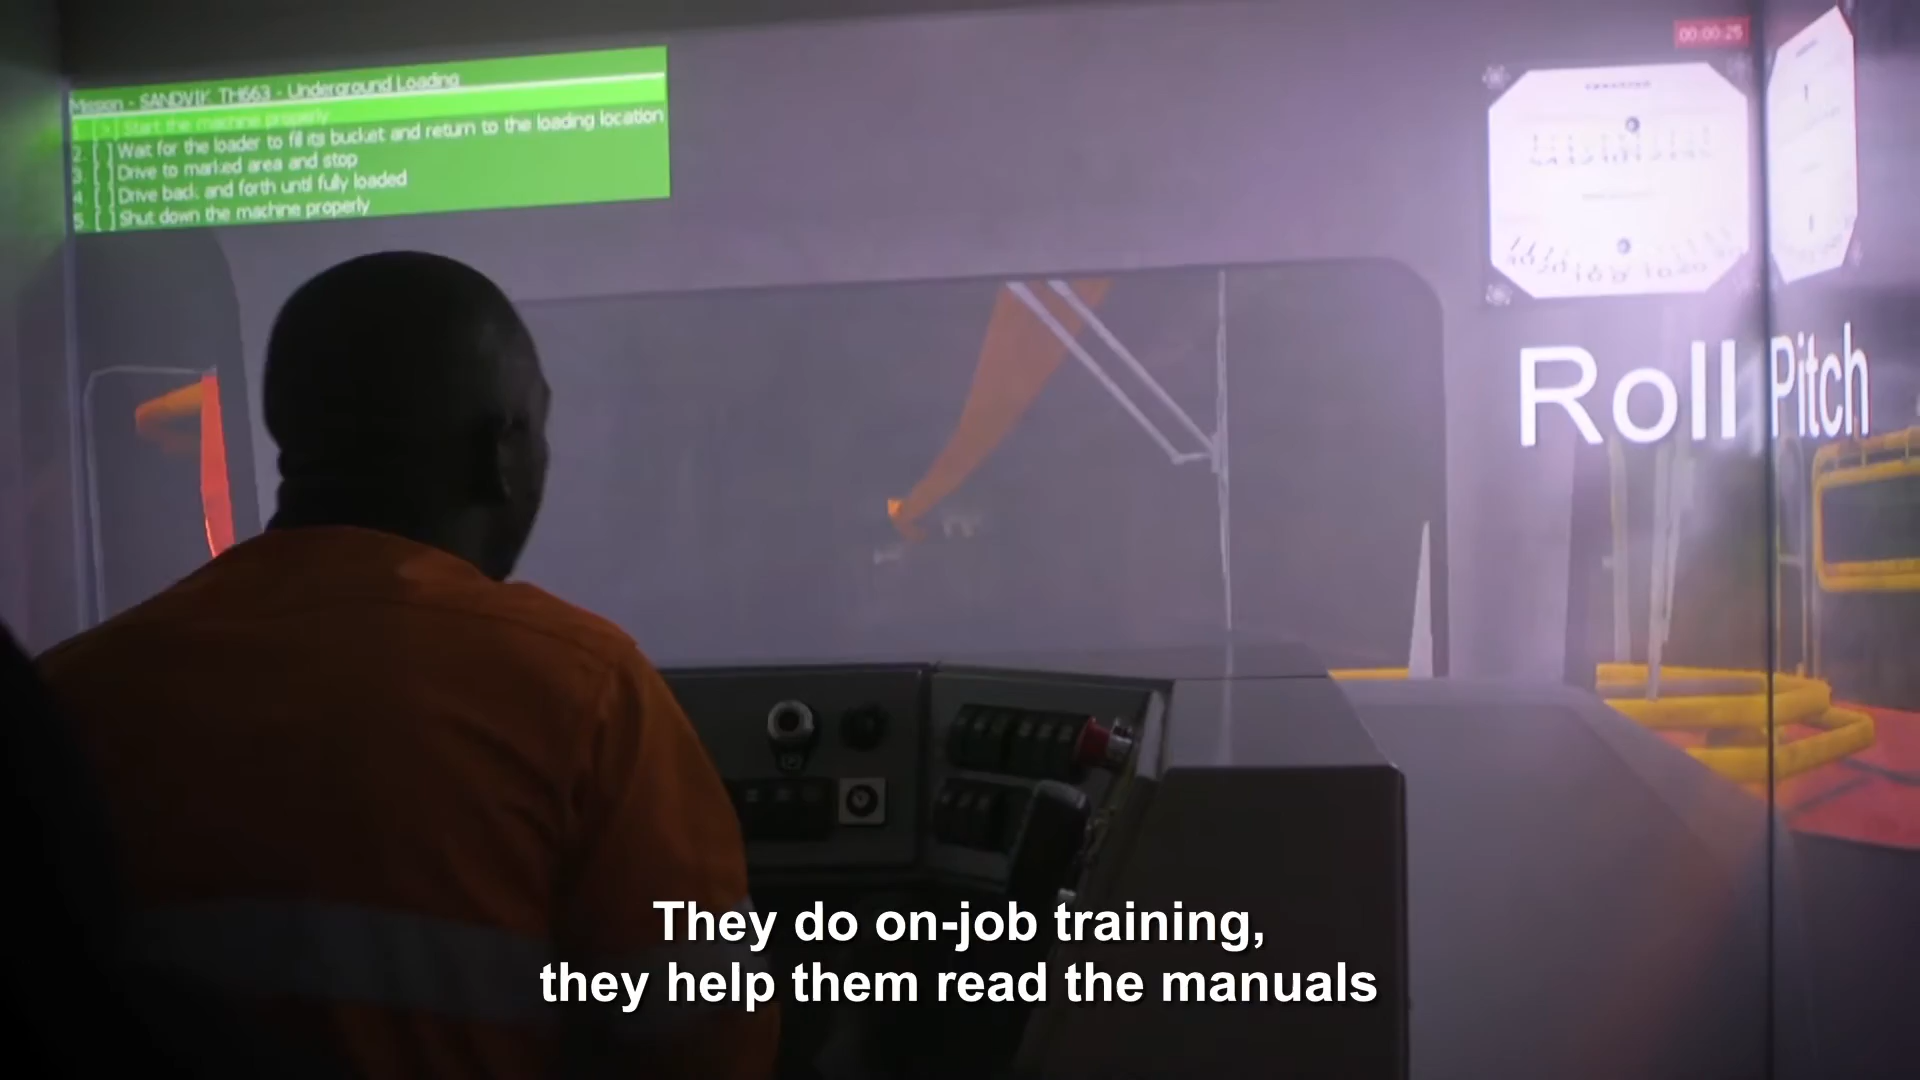 Mission - SANDVIK TH663 - Underground Loading
1. [>] Start the machine properly
2. [ ] Wait for the loader to fill its bucket and return to the loading location
3. [ ] Drive to marked area and stop
4. [ ] Drive back and forth until fully loaded
5. [ ] Shut down the machine properly
00:00:25
Roll Pitch
They do on-job training,
they help them read the manuals